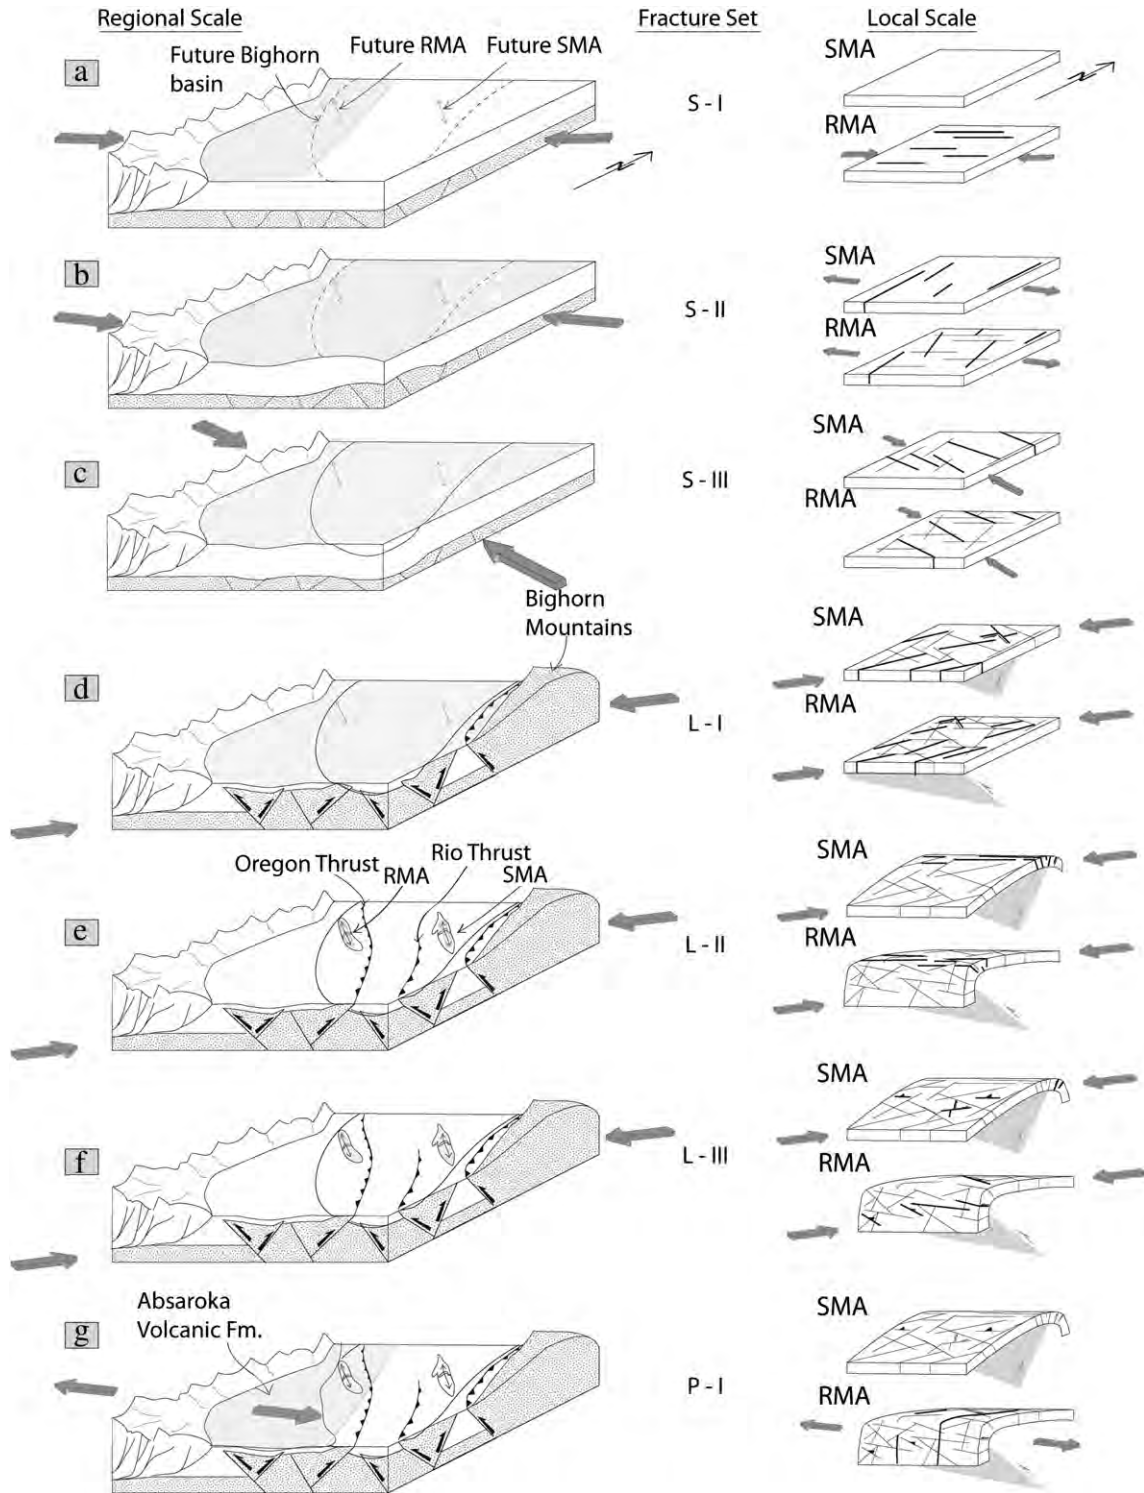 Regional Scale
Fracture Set
Local Scale
a
Future Bighorn
basin
Future RMA
Future SMA
S - I
SMA
RMA
b
S - II
SMA
RMA
c
S - III
SMA
RMA
Bighorn
Mountains
d
L - I
SMA
RMA
Oregon Thrust
RMA
Rio Thrust
SMA
e
L - II
SMA
RMA
f
L - III
SMA
RMA
Absaroka
Volcanic Fm.
g
P - I
SMA
RMA